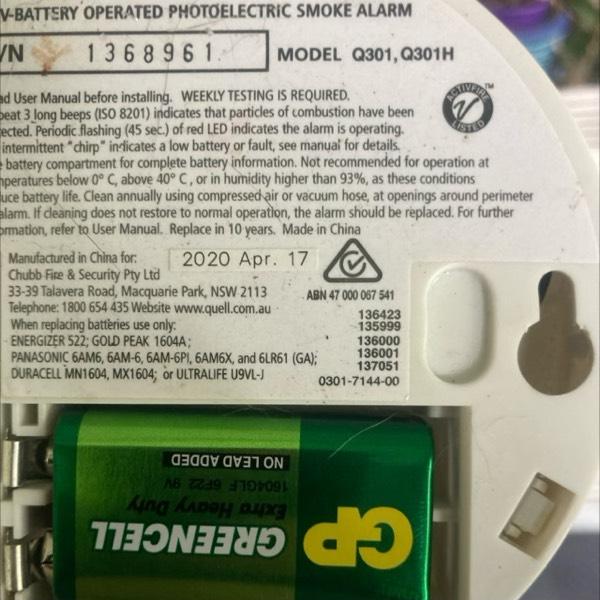 V-BATTERY OPERATED PHOTOELECTRIC SMOKE ALARM
/N 1368961 MODEL Q301, Q301H
User Manual before installing. WEEKLY TESTING IS REQUIRED.
3 long beeps (ISO 8201) indicates that particles of combustion have been
Periodic flashing (45 sec.) of red LED indicates the alarm is operating.
intermittent "chirp" indicates a low battery or fault, see manual for details.
battery compartment for complete battery information. Not recommended for operation at
below 0° C, above 40° C, or in humidity higher than 93%, as these conditions
battery life. Clean annually using compressed air or vacuum hose, at openings around perimeter
alarm. If cleaning does not restore to normal operation, the alarm should be replaced. For further
refer to User Manual. Replace in 10 years. Made in China
ACTIVFIRE LISTED
Manufactured in China for: 2020 Apr. 17
Chubb Fire & Security Pty Ltd
33-39 Talavera Road, Macquarie Park, NSW 2113 ABN 47 000 067 541
Telephone: 1800 654 435 Website www.quell.com.au 136423
When replacing batteries use only: 135999
ENERGIZER 522; GOLD PEAK 1604A; 136000
PANASONIC 6AM6, 6AM-6, 6AM-6PI, 6AM6X, and 6LR61 (GA); 136001
137051
DURACELL MN1604, MX1604; or ULTRALIFE U9VL-J 0301-7144-00
GP GREENCELL
Extra Heavy Duty
1604GLF 6F22 9V
NO LEAD ADDED